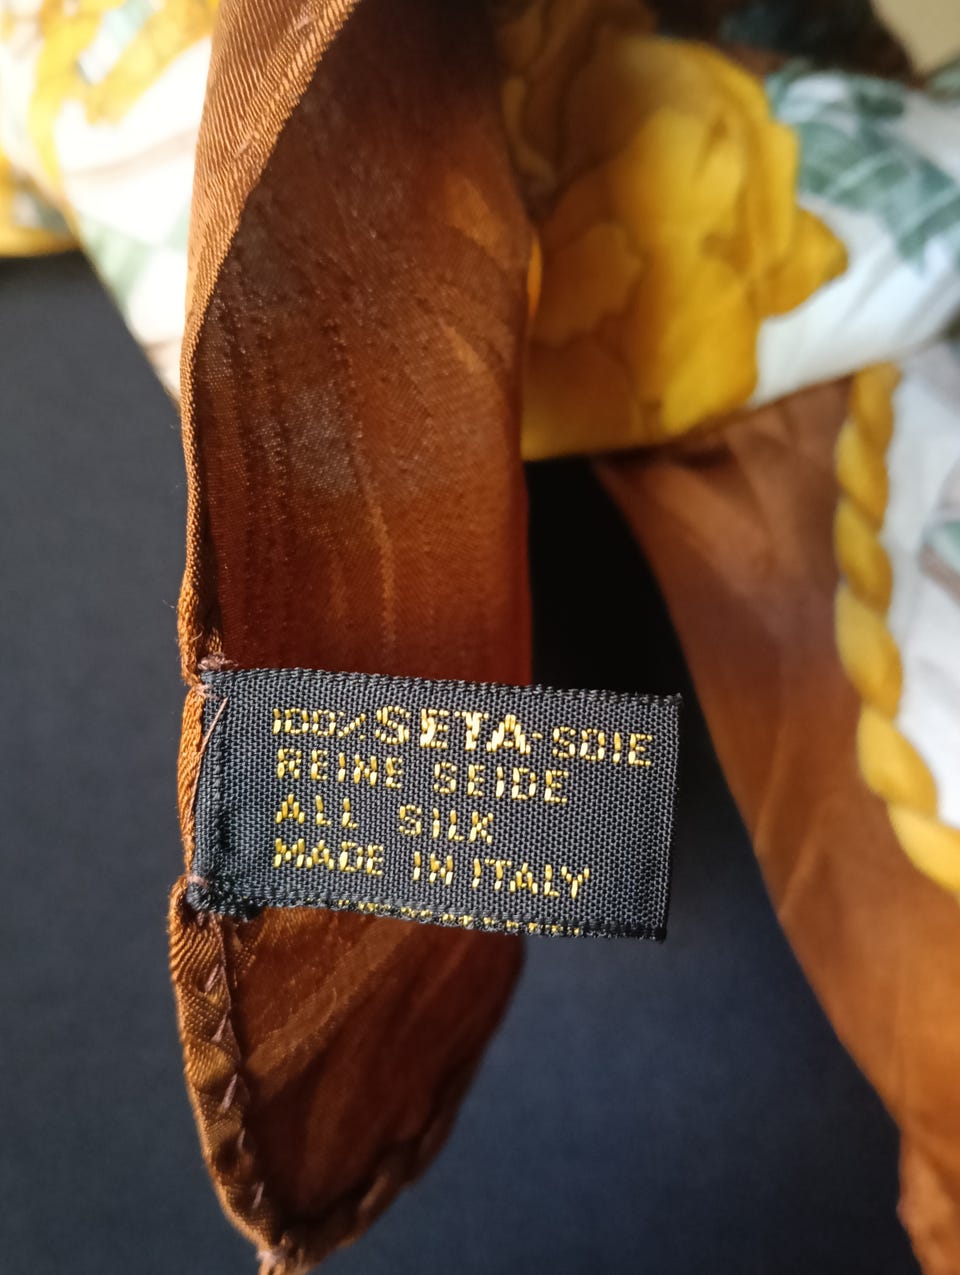 100% SETA-SOIE
REINE SEIDE
ALL SILK
MADE IN ITALY